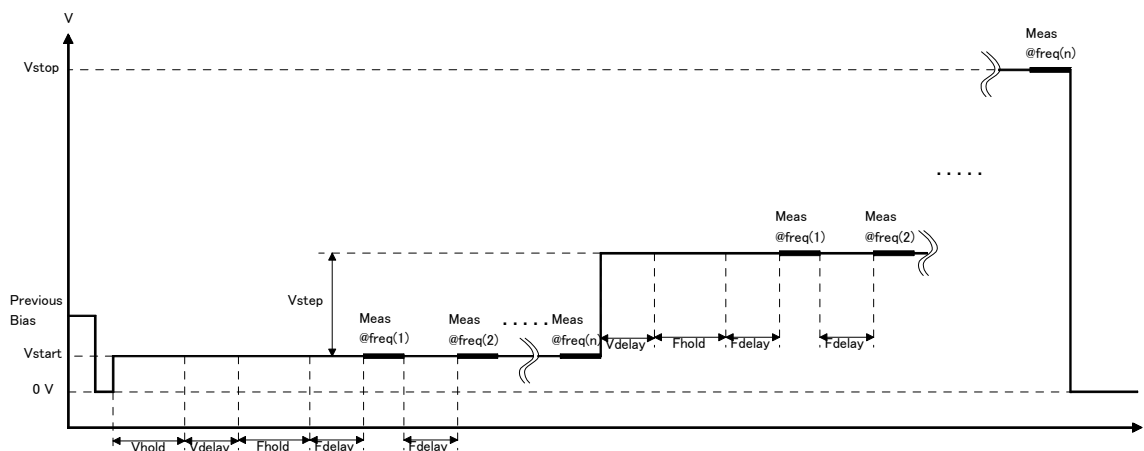 V
Meas
@freq(n)
Vstop
.....
Meas
@freq(1)
Meas
@freq(2)
Previous
Bias
Vstep
Meas
@freq(1)
Meas
@freq(2)
.....
Meas
@freq(n)
Vdelay
Fhold
Fdelay
Fdelay
Vstart
0 V
Vhold
Vdelay
Fhold
Fdelay
Fdelay